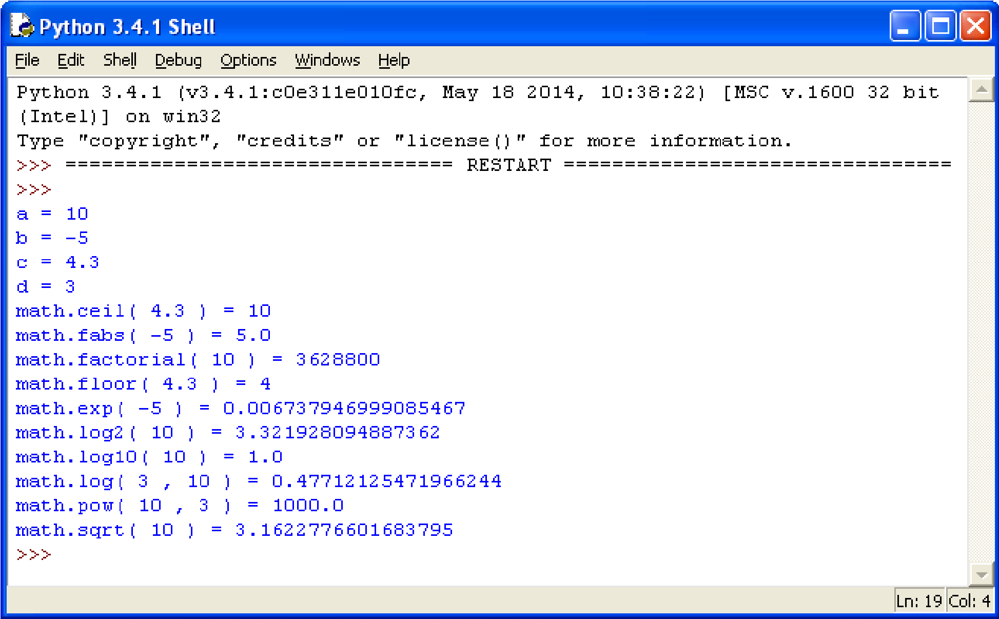 Python 3.4.1 Shell
File Edit Shell Debug Options Windows Help
Python 3.4.1 (v3.4.1:c0e311e010fc, May 18 2014, 10:38:22) [MSC v.1600 32 bit
(Intel)] on win32
Type "copyright", "credits" or "license()" for more information.
>>> ================================ RESTART ================================
>>>
a = 10
b = -5
c = 4.3
d = 3
math.ceil( 4.3 ) = 10
math.fabs( -5 ) = 5.0
math.factorial( 10 ) = 3628800
math.floor( 4.3 ) = 4
math.exp( -5 ) = 0.006737946999085467
math.log2( 10 ) = 3.321928094887362
math.log10( 10 ) = 1.0
math.log( 3 , 10 ) = 0.47712125471966244
math.pow( 10 , 3 ) = 1000.0
math.sqrt( 10 ) = 3.1622776601683795
>>>
Ln: 19 Col: 4